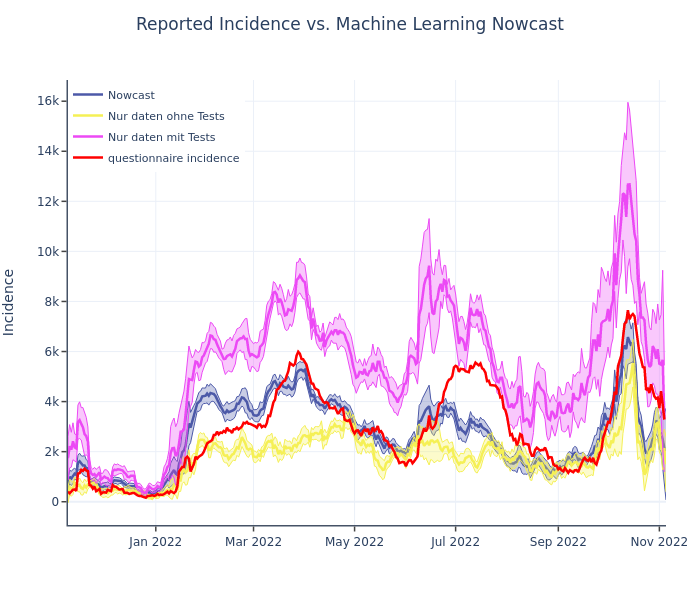 Reported Incidence vs. Machine Learning Nowcast
Nowcast
Nur daten ohne Tests
Nur daten mit Tests
questionnaire incidence
16k
14k
12k
10k
8k
6k
4k
2k
0
Incidence
Jan 2022
Mar 2022
May 2022
Jul 2022
Sep 2022
Nov 2022